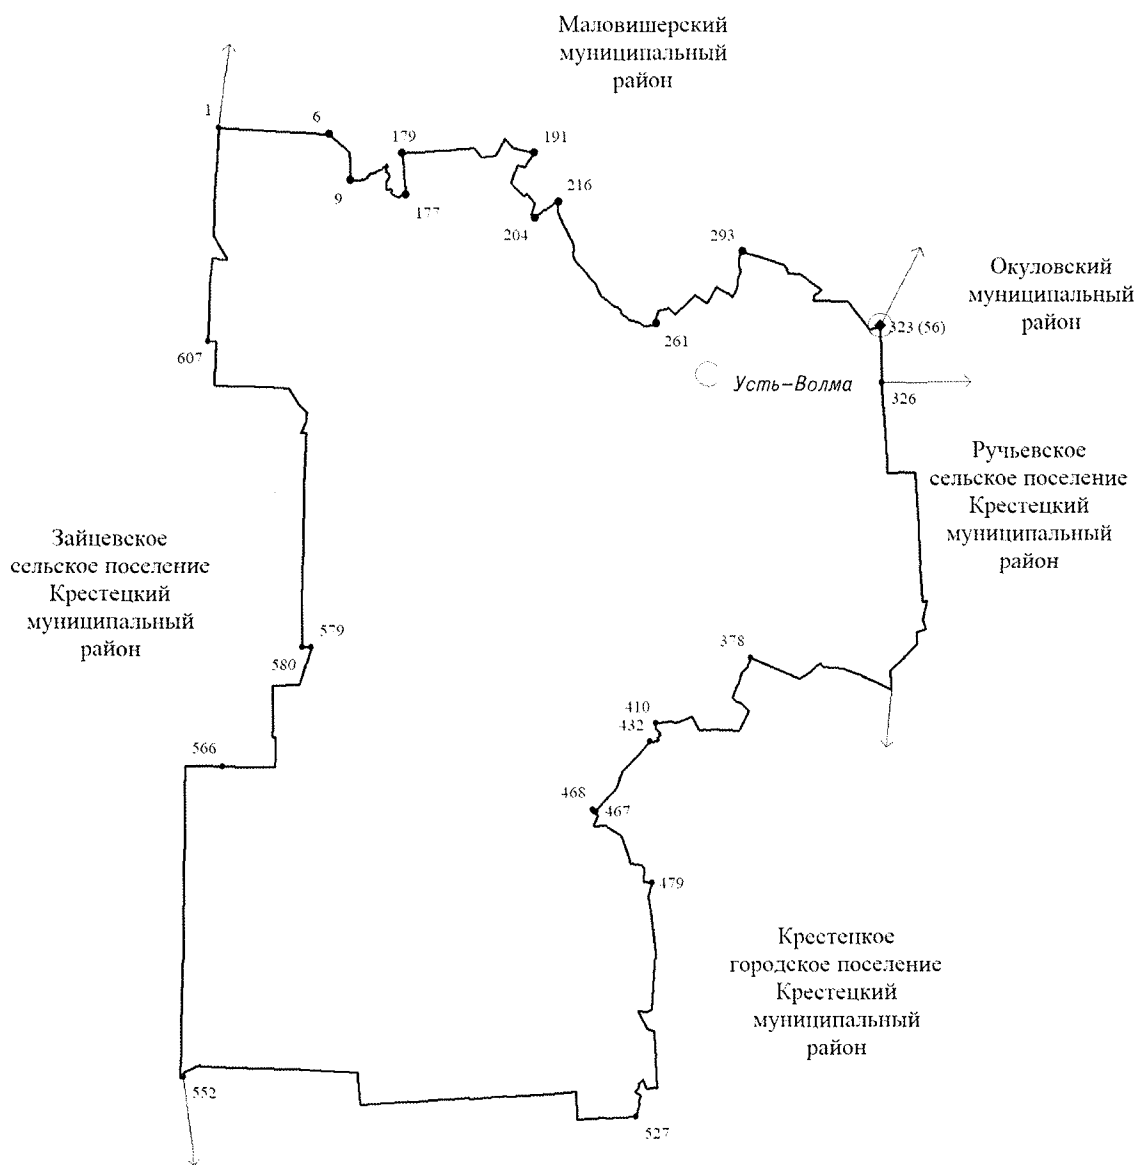 Маловишерский
муниципальный
район
1
6
179
191
9
177
216
204
293
Окуловский
муниципальный
район
323 (56)
261
607
Усть-Волма
326
Ручьевское
сельское поселение
Крестецкий
муниципальный
район
Зайцевское
сельское поселение
Крестецкий
муниципальный
район
579
580
378
410
432
566
468
467
479
Крестецкое
городское поселение
Крестецкий
муниципальный
район
552
527